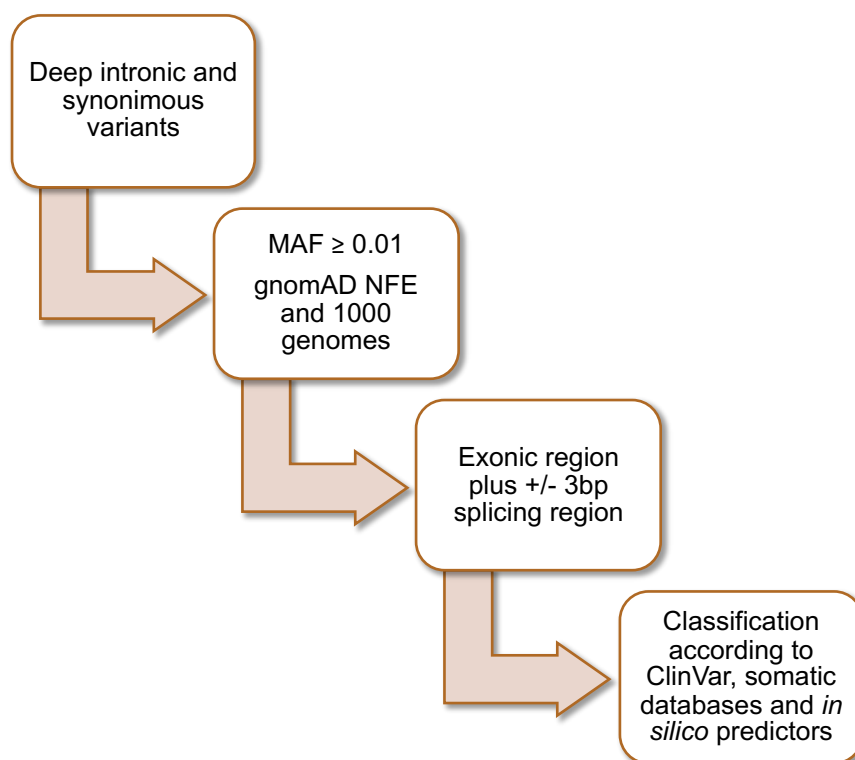 Deep intronic and
synonimous
variants
MAF ≥ 0.01
gnomAD NFE
and 1000
genomes
Exonic region
plus +/- 3bp
splicing region
Classification
according to
ClinVar, somatic
databases and in
silico predictors